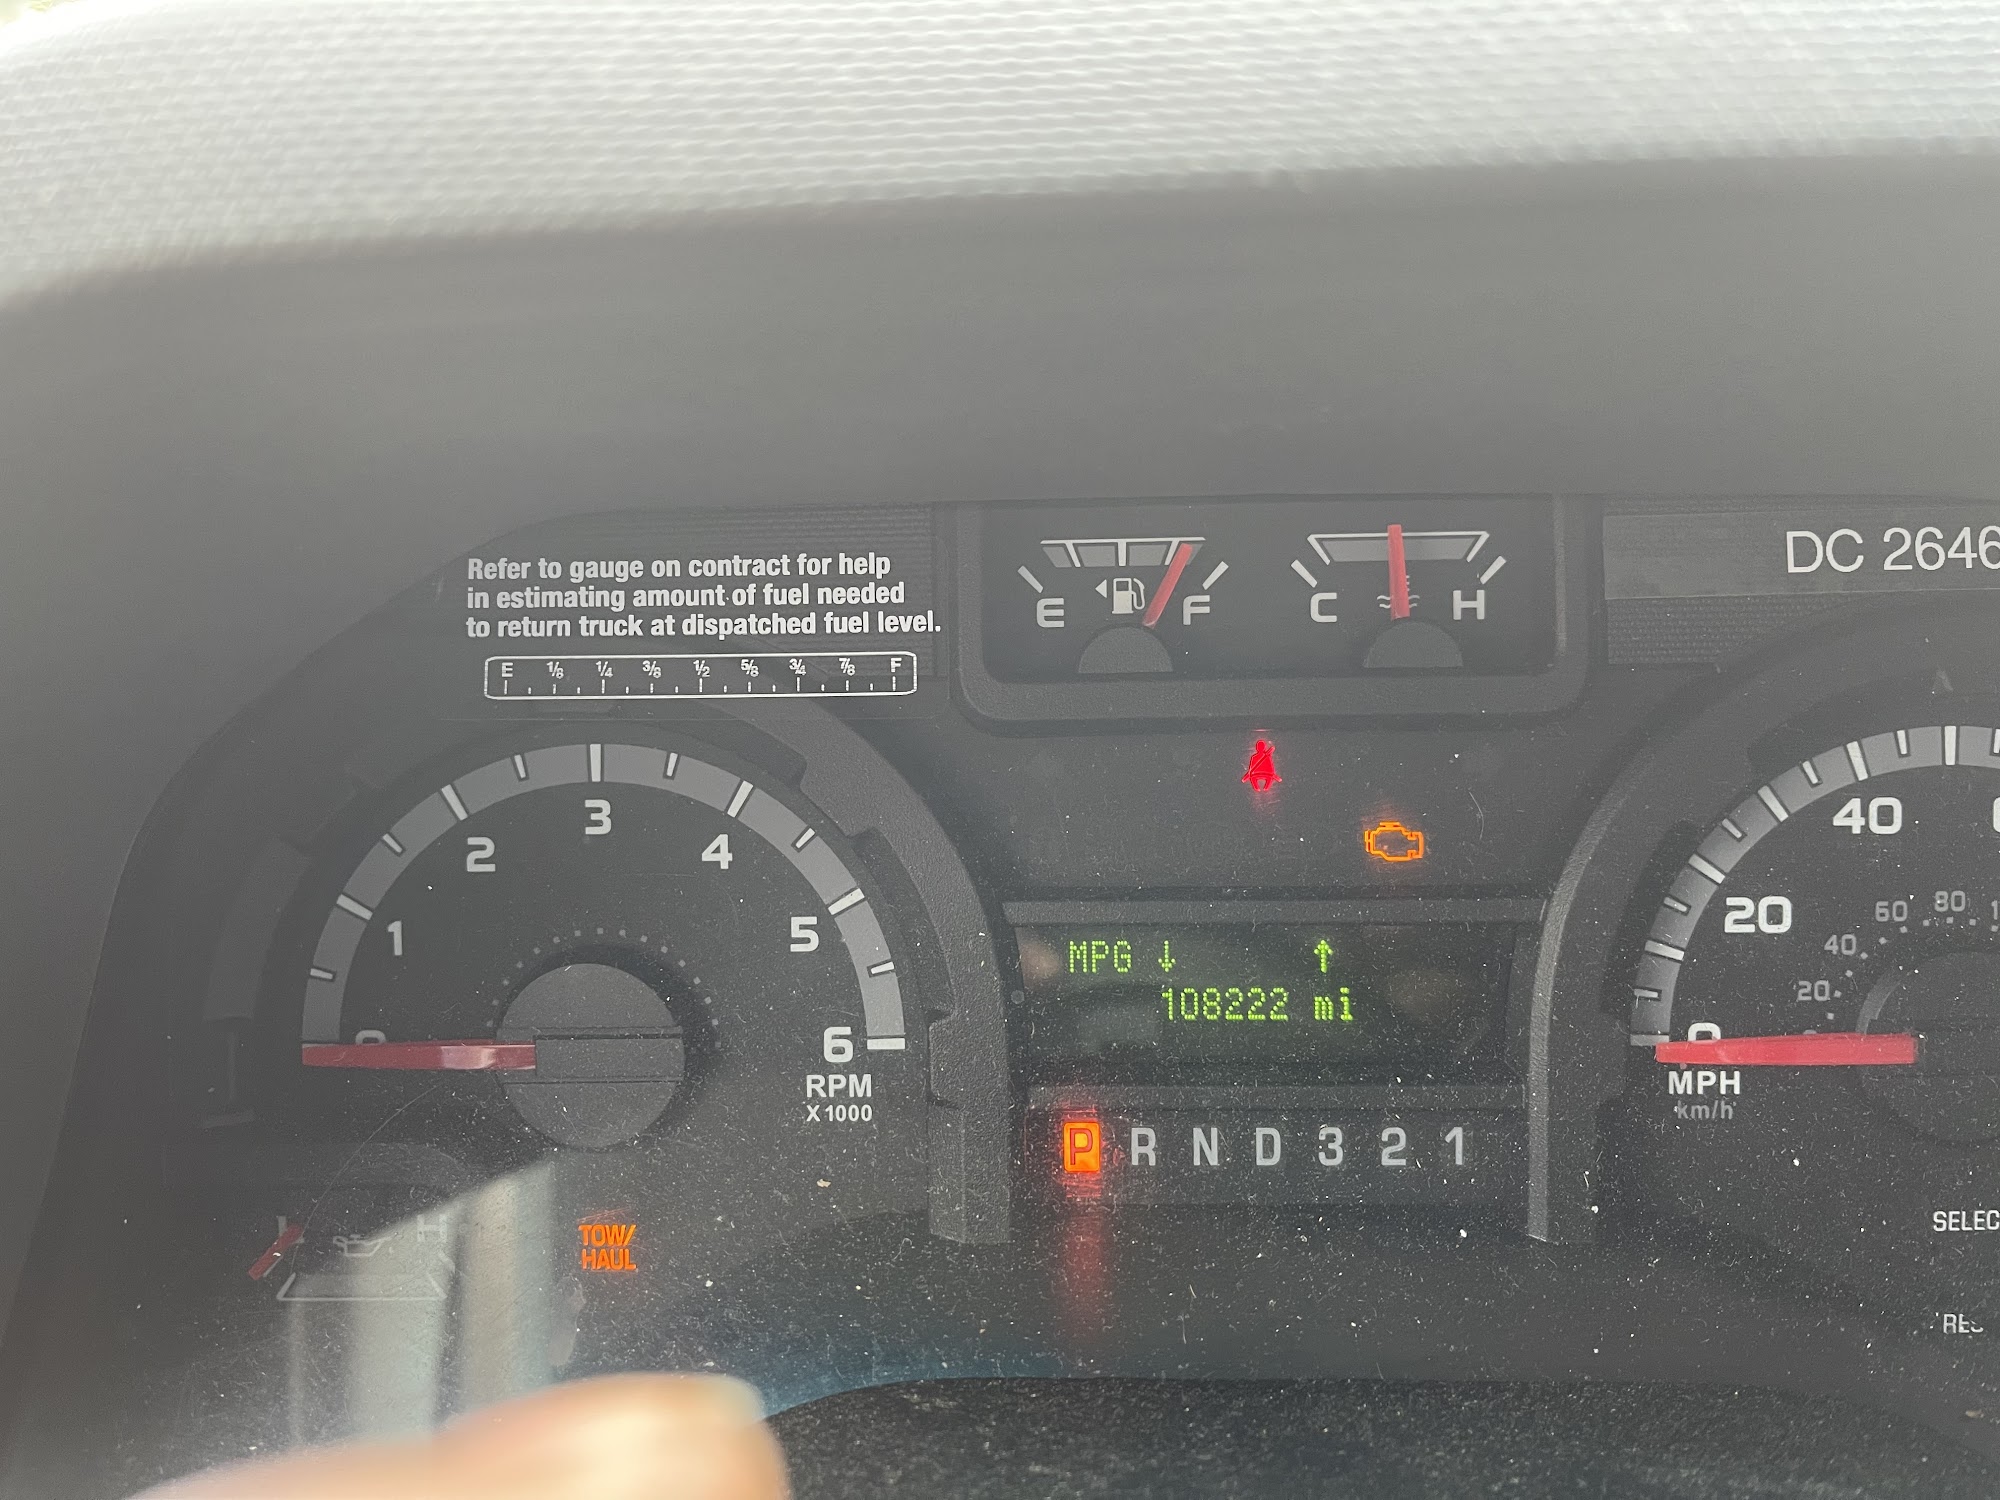 Refer to gauge on contract for help
in estimating amount of fuel needed
to return truck at dispatched fuel level.
E 1/8 1/4 3/8 1/2 5/8 3/4 7/8 F
E F
C H
DC 2646
1 2 3 4 5 6
RPM
X1000
MPG ↓ ↑
108222 mi
P R N D 3 2 1
0 20 40
20 40 60 80
MPH
km/h
H
TOW/
HAUL